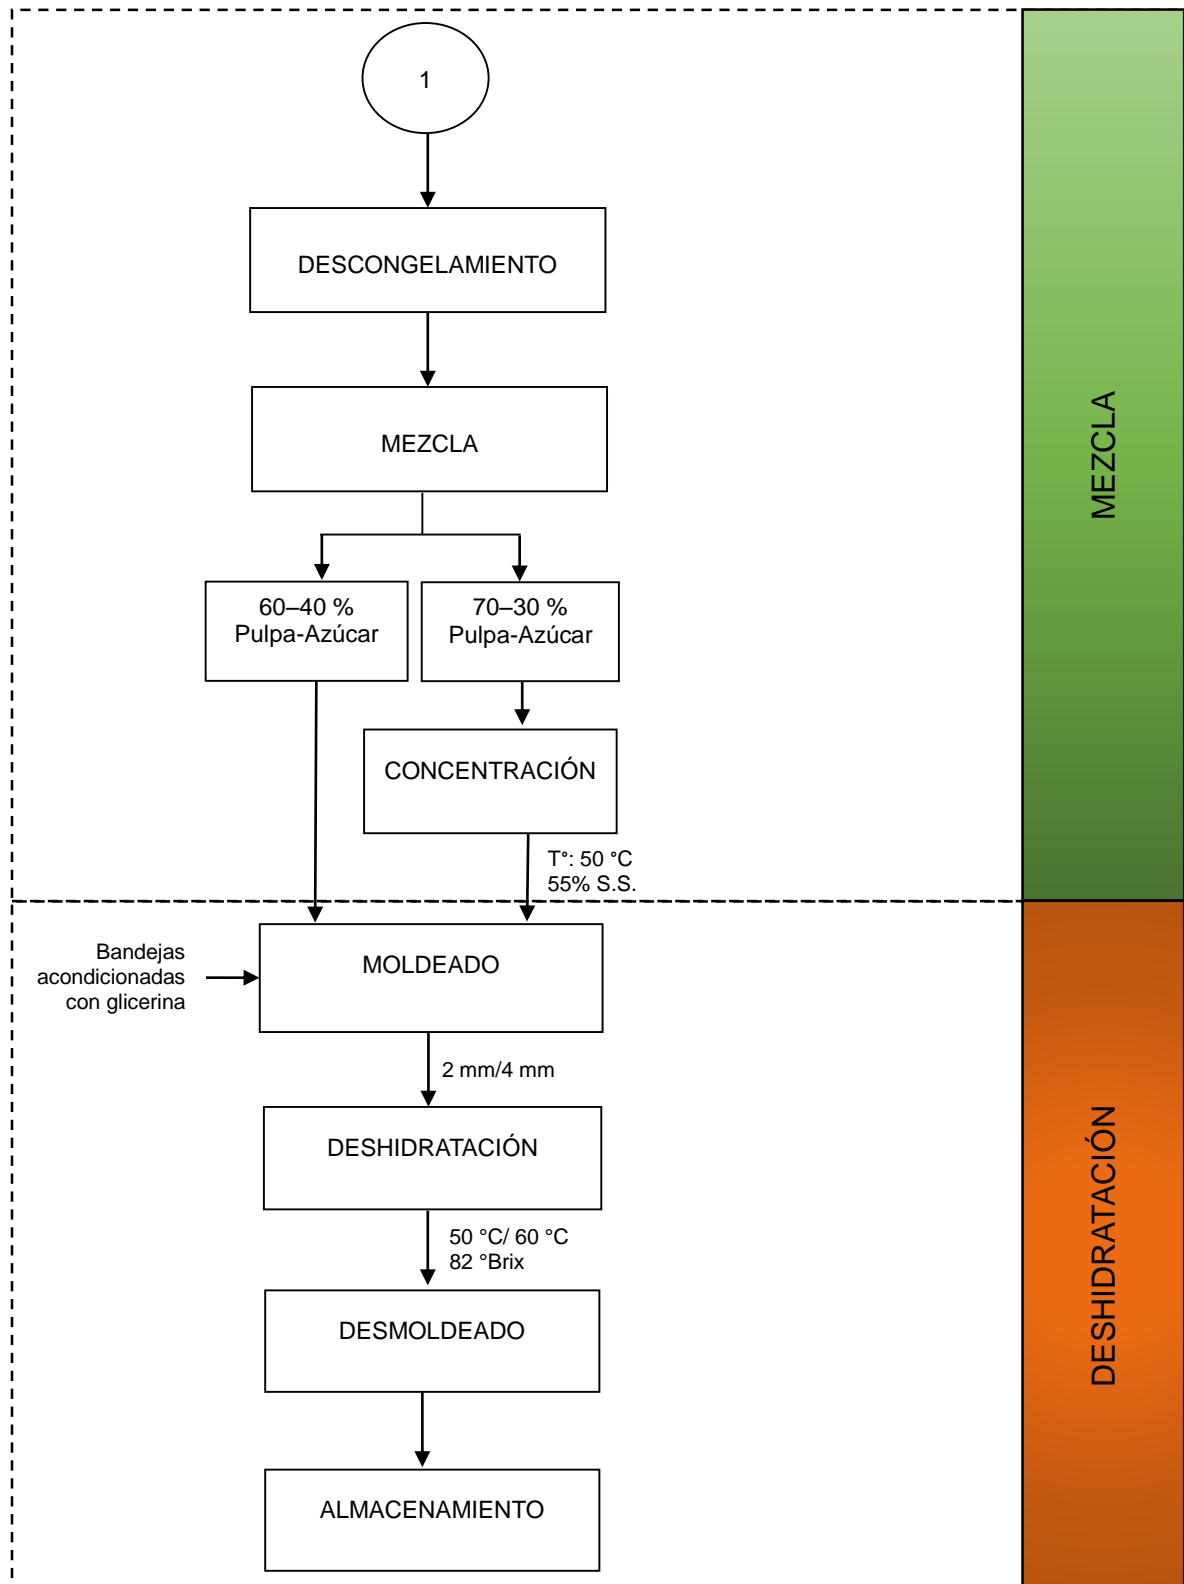 1
DESCONGELAMIENTO
MEZCLA
60–40 %
Pulpa-Azúcar
70–30 %
Pulpa-Azúcar
CONCENTRACIÓN
T°: 50 °C
55% S.S.
MEZCLA
Bandejas
acondicionadas
con glicerina
MOLDEADO
2 mm/4 mm
DESHIDRATACIÓN
50 °C/ 60 °C
82 °Brix
DESMOLDEADO
ALMACENAMIENTO
DESHIDRATACIÓN